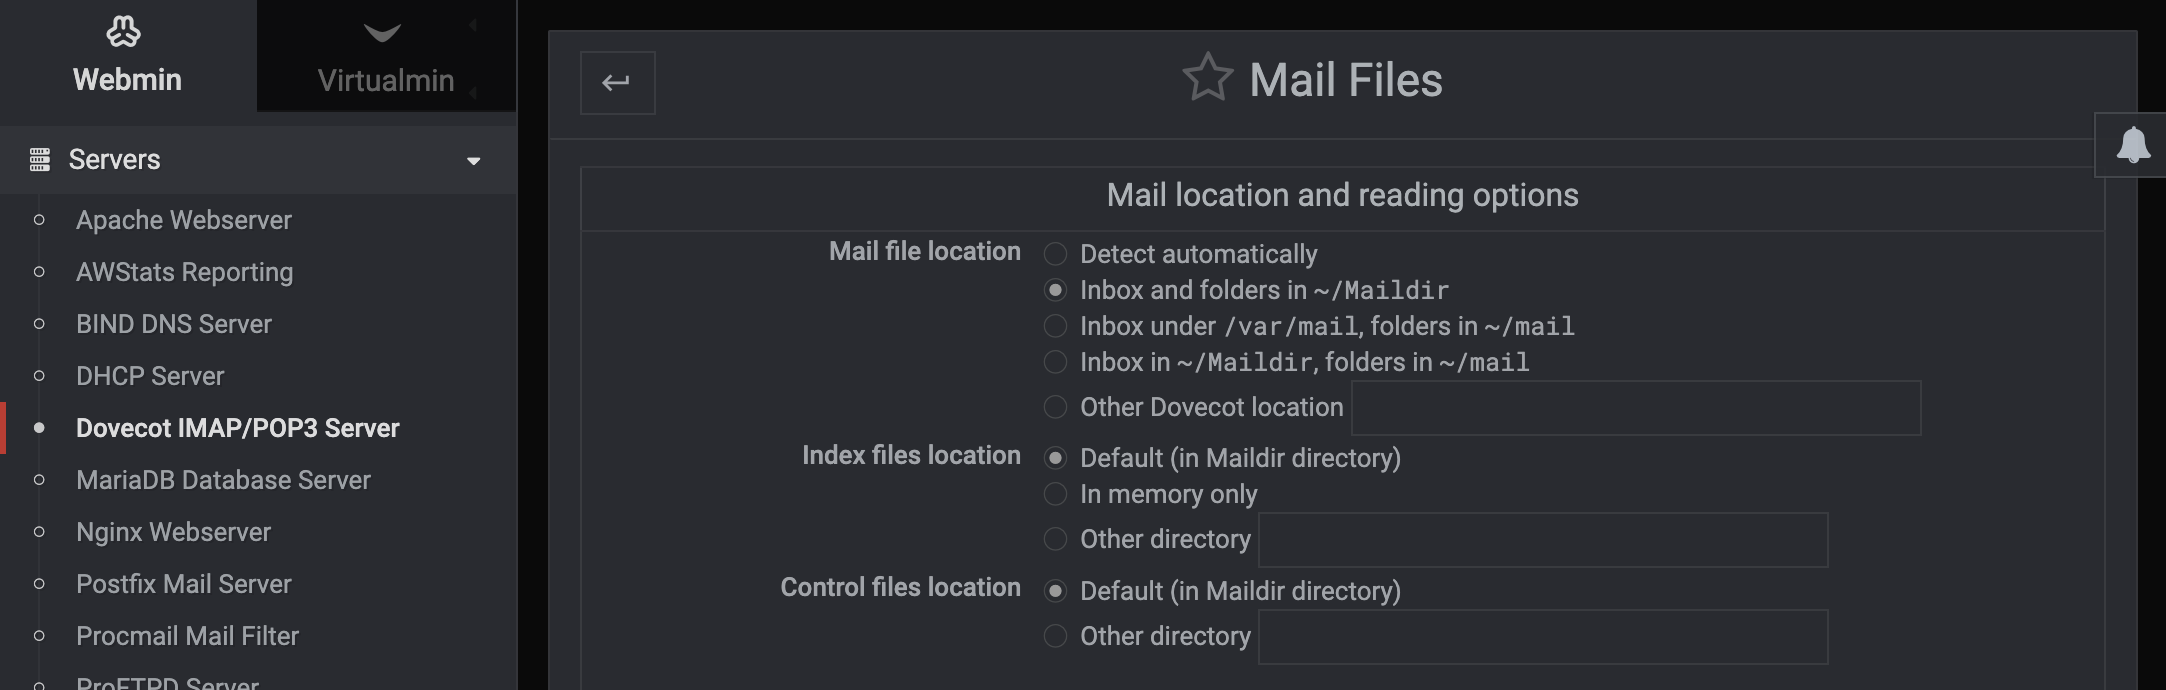 Webmin
Virtualmin
Servers
Apache Webserver
AWStats Reporting
BIND DNS Server
DHCP Server
Dovecot IMAP/POP3 Server
MariaDB Database Server
Nginx Webserver
Postfix Mail Server
Procmail Mail Filter
ProFTPD Server
Mail Files
Mail location and reading options
Mail file location
Detect automatically
Inbox and folders in ~/Maildir
Inbox under /var/mail, folders in ~/mail
Inbox in ~/Maildir, folders in ~/mail
Other Dovecot location
Index files location
Default (in Maildir directory)
In memory only
Other directory
Control files location
Default (in Maildir directory)
Other directory